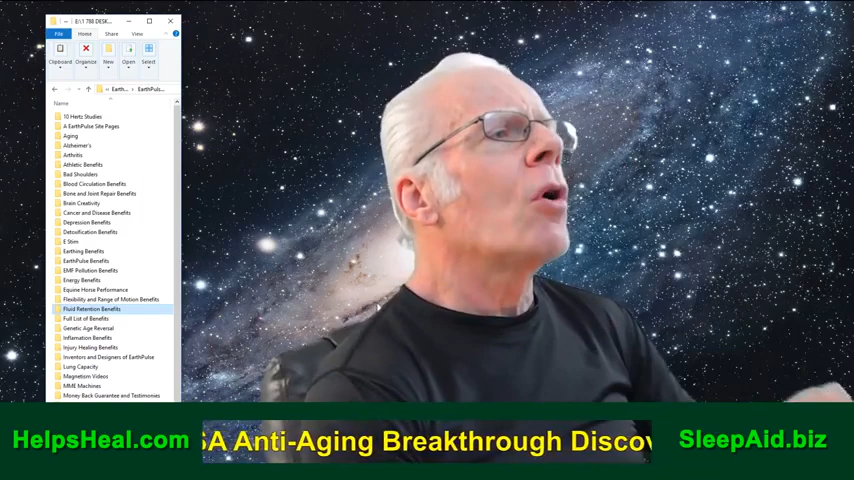 E:\1 788 DESK...
File
Home
Share
View
Clipboard
Organize
New
Open
Select
« Earth... > EarthPuls...
Name
10 Hertz Studies
A EarthPulse Site Pages
Aging
Alzheimer's
Arthritis
Athletic Benefits
Bad Shoulders
Blood Circulation Benefits
Bone and Joint Repair Benefits
Brain Creativity
Cancer and Disease Benefits
Depression Benefits
Detoxification Benefits
E Stim
Earthing Benefits
EarthPulse Benefits
EMF Pollution Benefits
Energy Benefits
Equine Horse Performance
Flexibility and Range of Motion Benefits
Fluid Retention Benefits
Full List of Benefits
Genetic Age Reversal
Inflamation Benefits
Injury Healing Benefits
Inventors and Designers of EarthPulse
Lung Capacity
Magnetism Videos
MME Machines
Money Back Guarantee and Testimonies
HelpsHeal.com
SA Anti-Aging Breakthrough Discov
SleepAid.biz